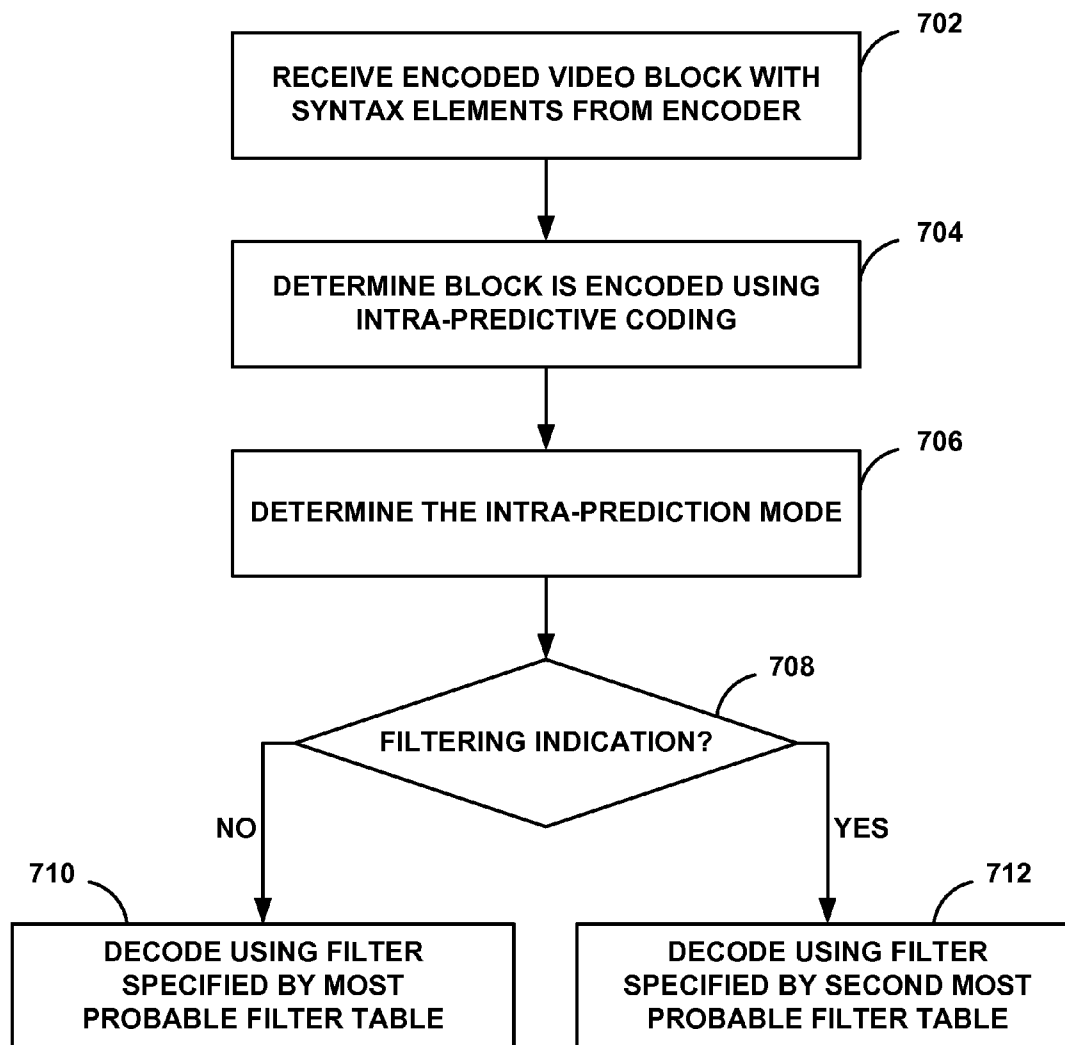 702
RECEIVE ENCODED VIDEO BLOCK WITH
SYNTAX ELEMENTS FROM ENCODER
704
DETERMINE BLOCK IS ENCODED USING
INTRA-PREDICTIVE CODING
706
DETERMINE THE INTRA-PREDICTION MODE
708
FILTERING INDICATION?
NO
YES
710
712
DECODE USING FILTER
SPECIFIED BY MOST
PROBABLE FILTER TABLE
DECODE USING FILTER
SPECIFIED BY SECOND MOST
PROBABLE FILTER TABLE